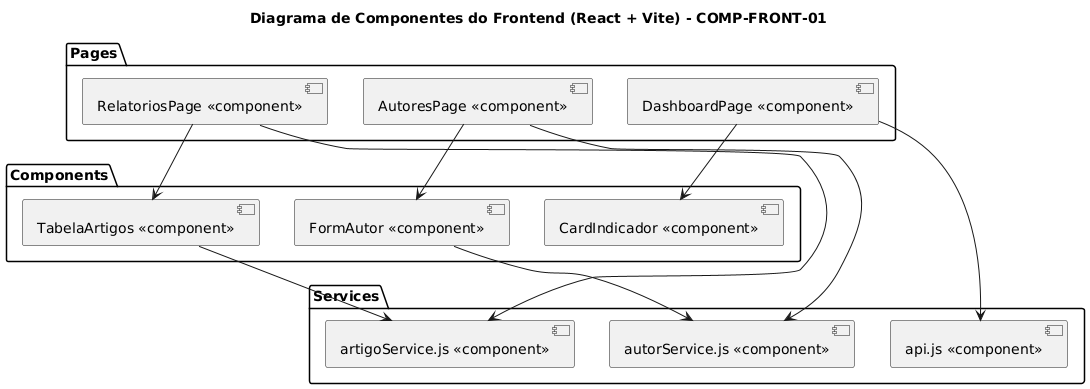 Diagrama de Componentes do Frontend (React + Vite) - COMP-FRONT-01
Pages
RelatoriosPage «component»
AutoresPage «component»
DashboardPage «component»
Components
TabelaArtigos «component»
FormAutor «component»
CardIndicador «component»
Services
artigoService.js «component»
autorService.js «component»
api.js «component»